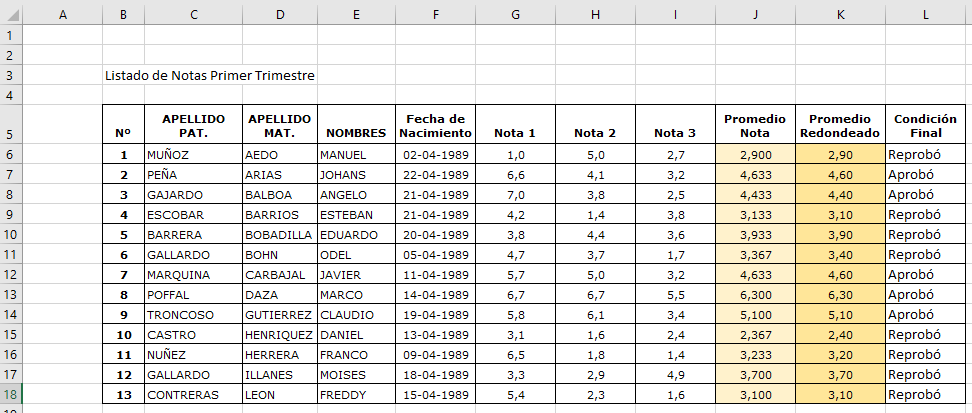 A B C D E F G H I J K L
1
2
3 Listado de Notas Primer Trimestre
4
5 Nº APELLIDO PAT. APELLIDO MAT. NOMBRES Fecha de Nacimiento Nota 1 Nota 2 Nota 3 Promedio Nota Promedio Redondeado Condición Final
6 1 MUÑOZ AEDO MANUEL 02-04-1989 1,0 5,0 2,7 2,900 2,90 Reprobó
7 2 PEÑA ARIAS JOHANS 22-04-1989 6,6 4,1 3,2 4,633 4,60 Aprobó
8 3 GAJARDO BALBOA ANGELO 21-04-1989 7,0 3,8 2,5 4,433 4,40 Aprobó
9 4 ESCOBAR BARRIOS ESTEBAN 21-04-1989 4,2 1,4 3,8 3,133 3,10 Reprobó
10 5 BARRERA BOBADILLA EDUARDO 20-04-1989 3,8 4,4 3,6 3,933 3,90 Reprobó
11 6 GALLARDO BOHN ODEL 05-04-1989 4,7 3,7 1,7 3,367 3,40 Reprobó
12 7 MARQUINA CARBAJAL JAVIER 11-04-1989 5,7 5,0 3,2 4,633 4,60 Aprobó
13 8 POFFAL DAZA MARCO 14-04-1989 6,7 6,7 5,5 6,300 6,30 Aprobó
14 9 TRONCOSO GUTIERREZ CLAUDIO 19-04-1989 5,8 6,1 3,4 5,100 5,10 Aprobó
15 10 CASTRO HENRIQUEZ DANIEL 13-04-1989 3,1 1,6 2,4 2,367 2,40 Reprobó
16 11 NUÑEZ HERRERA FRANCO 09-04-1989 6,5 1,8 1,4 3,233 3,20 Reprobó
17 12 GALLARDO ILLANES MOISES 18-04-1989 3,3 2,9 4,9 3,700 3,70 Reprobó
18 13 CONTRERAS LEON FREDDY 15-04-1989 5,4 2,3 1,6 3,100 3,10 Reprobó